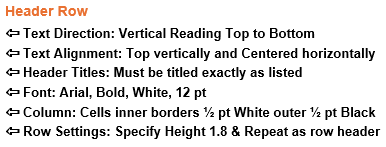 Header Row
⇦ Text Direction: Vertical Reading Top to Bottom
⇦ Text Alignment: Top vertically and Centered horizontally
⇦ Header Titles: Must be titled exactly as listed
⇦ Font: Arial, Bold, White, 12 pt
⇦ Column: Cells inner borders ½ pt White outer ½ pt Black
⇦ Row Settings: Specify Height 1.8 & Repeat as row header